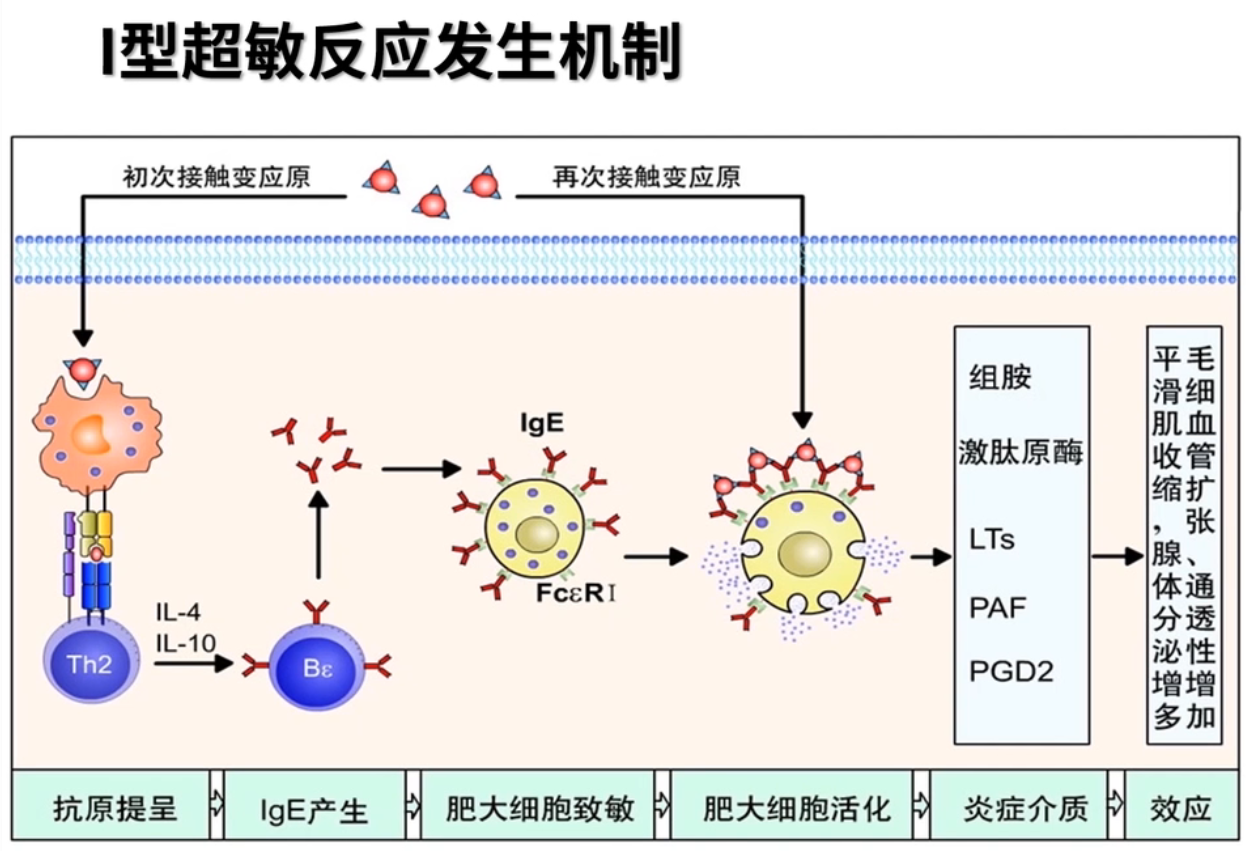 I型超敏反应发生机制
初次接触变应原
再次接触变应原
IgE
FcεRI
IL-4
IL-10
Th2
Bε
组胺
激肽原酶
LTs
PAF
PGD2
毛细血管扩张、通透性增加
平滑肌收缩，腺体分泌增多
抗原提呈
IgE产生
肥大细胞致敏
肥大细胞活化
炎症介质
效应